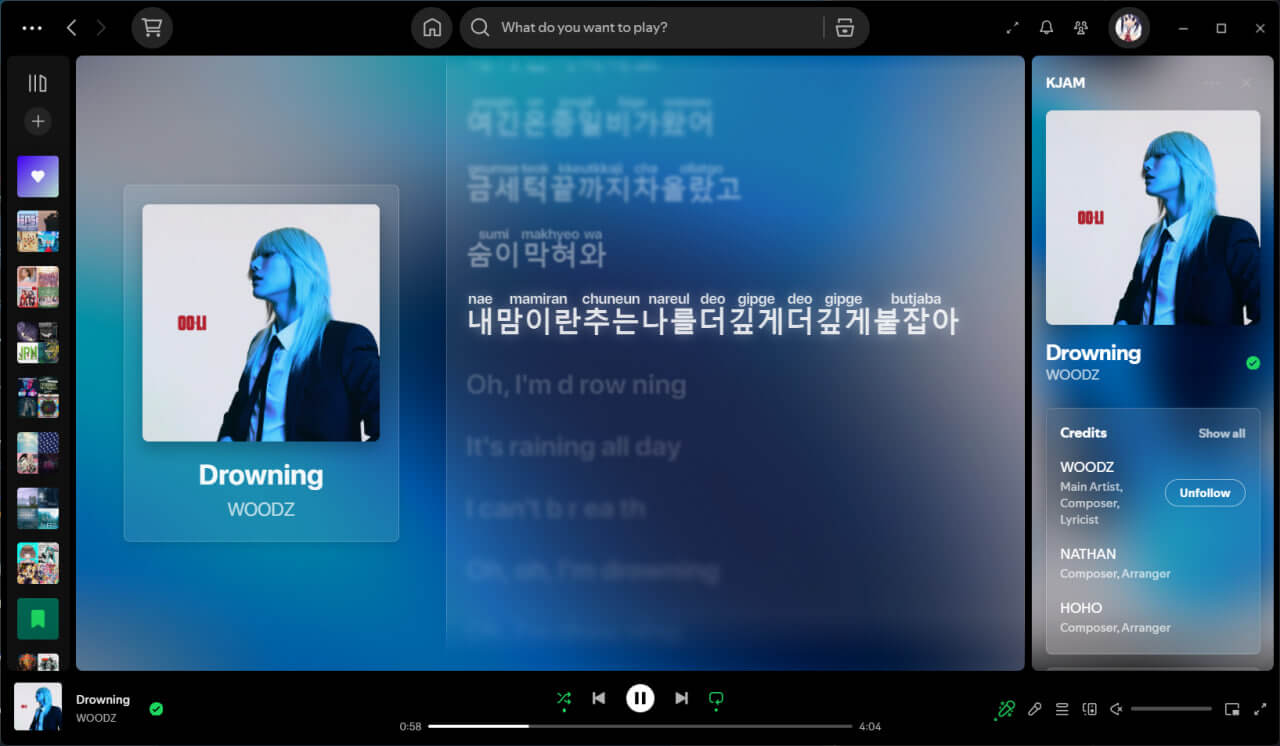 What do you want to play?
OO-LI
Drowning
WOODZ
여긴온종일비가왔어
금세턱끝까지차올랐고
sumi makhyeo wa
숨이막혀와
nae mamiran chuneun nareul deo gipge deo gipge butjaba
내맘이란추는나를더깊게더깊게붙잡아
Oh, I'm d row ning
It's raining all day
I can't b r ea th
Oh, oh, I'm drowning
KJAM
OO-LI
Drowning
WOODZ
Credits
Show all
WOODZ
Main Artist,
Composer,
Lyricist
Unfollow
NATHAN
Composer, Arranger
HOHO
Composer, Arranger
Drowning
WOODZ
0:58
4:04